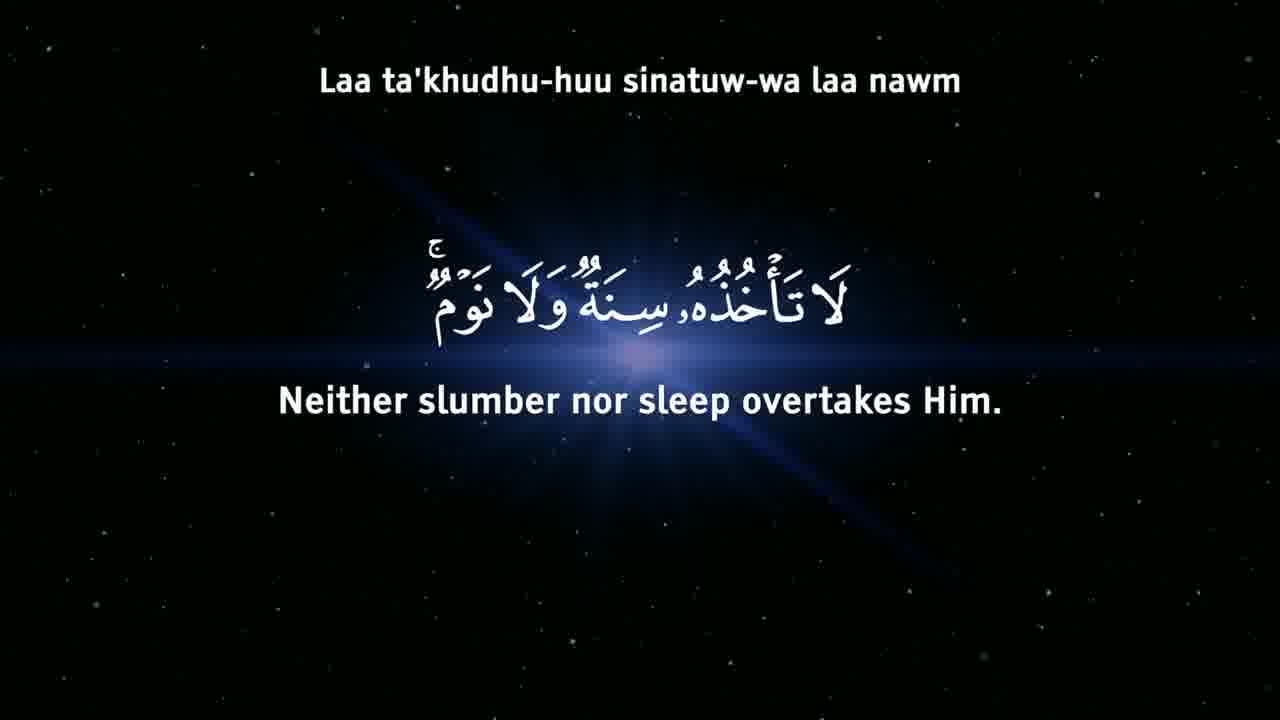 Laa ta'khudhu-huu sinatuw-wa laa nawm
لَا تَأْخُذُهُۥ سِنَةٌ وَلَا نَوْمٌ ۚ
Neither slumber nor sleep overtakes Him.